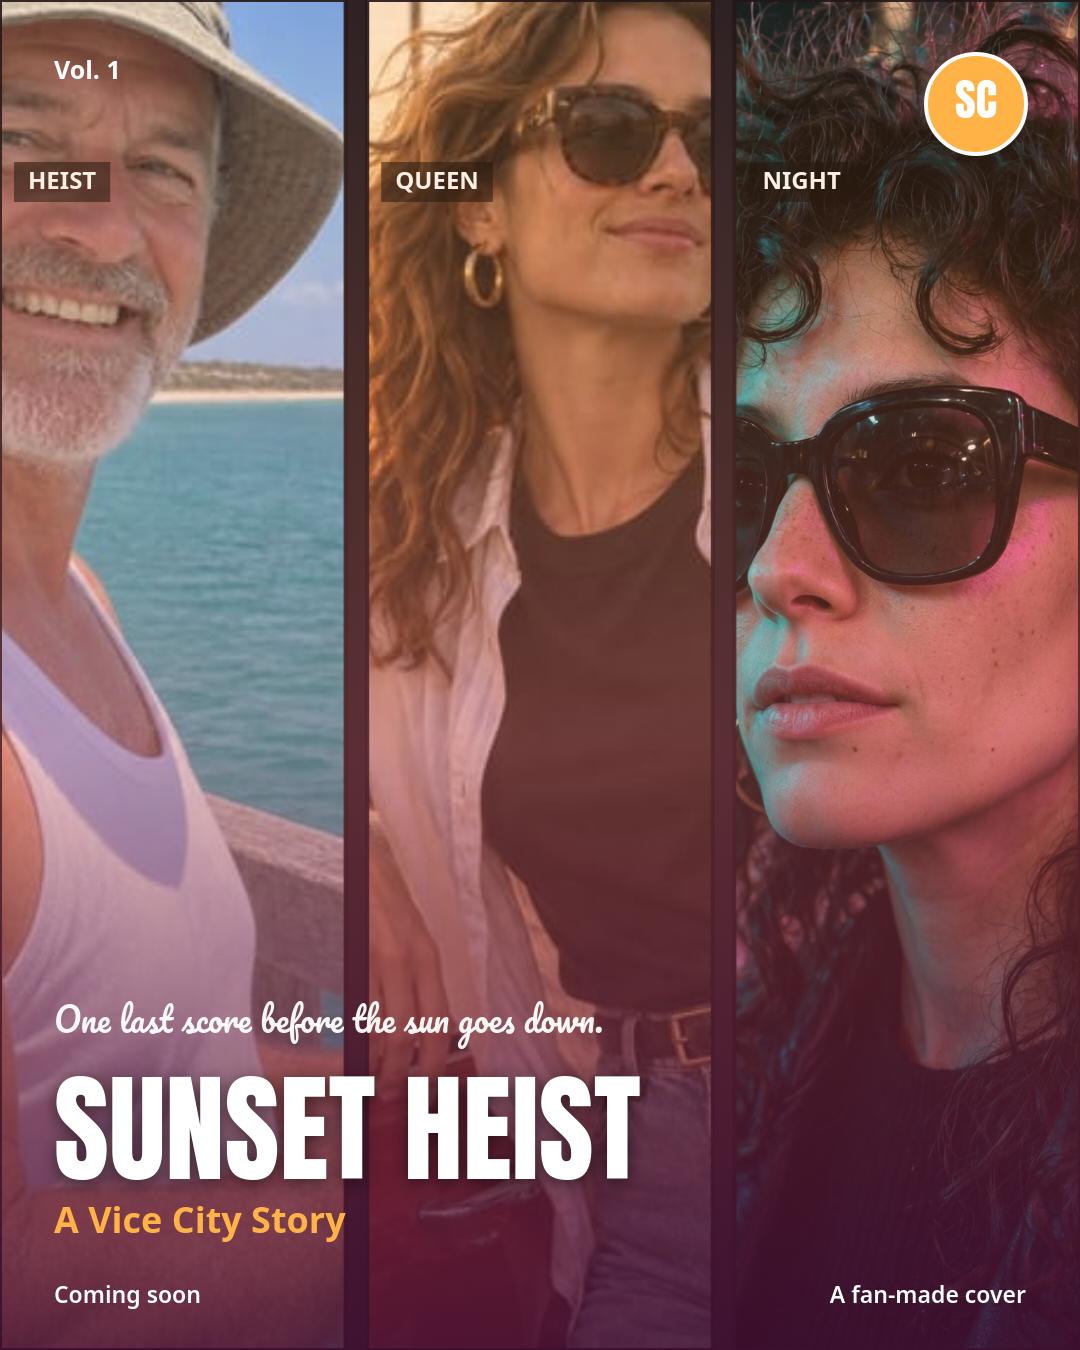 Vol. 1
SC
HEIST
QUEEN
NIGHT
One last score before the sun goes down.
SUNSET HEIST
A Vice City Story
Coming soon
A fan-made cover